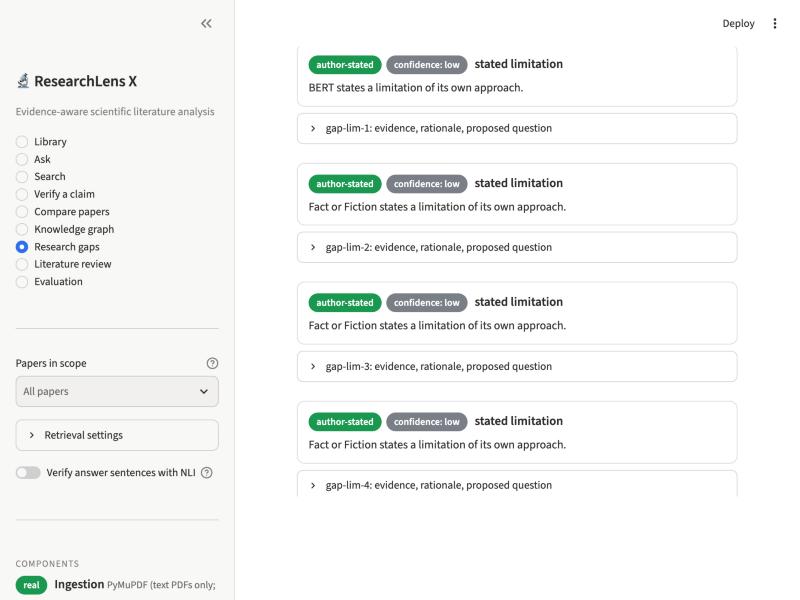 Deploy
ResearchLens X
Evidence-aware scientific literature analysis
Library
Ask
Search
Verify a claim
Compare papers
Knowledge graph
Research gaps
Literature review
Evaluation
Papers in scope
All papers
Retrieval settings
Verify answer sentences with NLI
COMPONENTS
real Ingestion PyMuPDF (text PDFs only;
author-stated confidence: low stated limitation
BERT states a limitation of its own approach.
gap-lim-1: evidence, rationale, proposed question
author-stated confidence: low stated limitation
Fact or Fiction states a limitation of its own approach.
gap-lim-2: evidence, rationale, proposed question
author-stated confidence: low stated limitation
Fact or Fiction states a limitation of its own approach.
gap-lim-3: evidence, rationale, proposed question
author-stated confidence: low stated limitation
Fact or Fiction states a limitation of its own approach.
gap-lim-4: evidence, rationale, proposed question